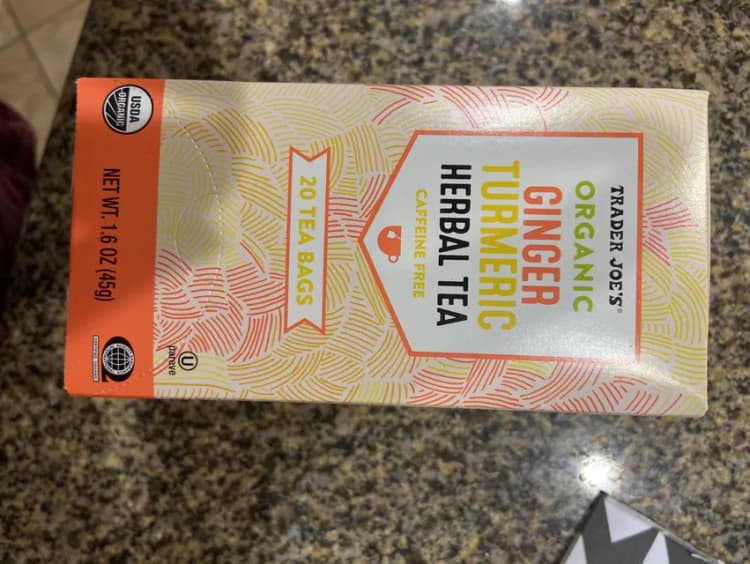 TRADER JOE'S®
ORGANIC
GINGER
TURMERIC
HERBAL TEA
CAFFEINE FREE
20 TEA BAGS
U
pareve
USDA
ORGANIC
NET WT. 1.6 OZ (45g)